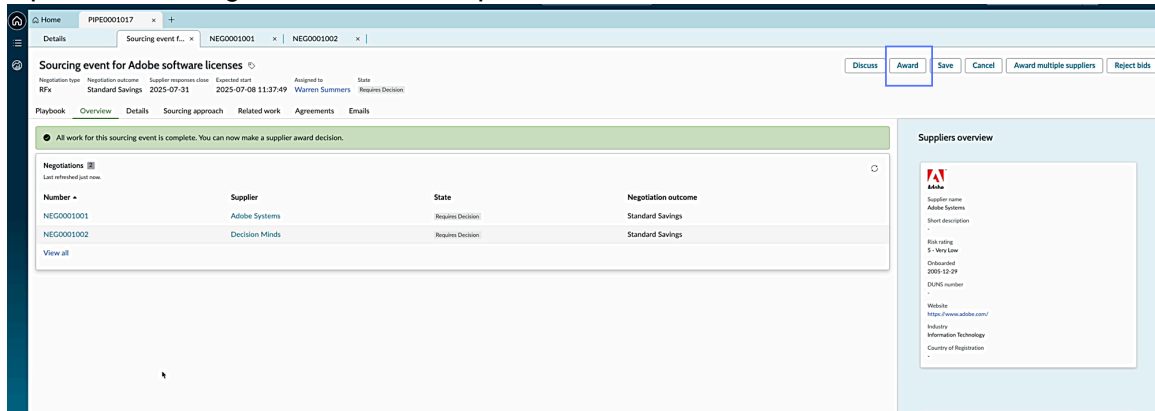 Home PIPE0001017 × +
Details Sourcing event f... × NEG0001001 × NEG0001002 ×
Sourcing event for Adobe software licenses
Discuss Award Save Cancel Award multiple suppliers Reject bids
Negotiation type Negotiation outcome Supplier responses close Expected start Assigned to State
RFx Standard Savings 2025-07-31 2025-07-08 11:37:49 Warren Summers Requires Decision
Playbook Overview Details Sourcing approach Related work Agreements Emails
All work for this sourcing event is complete. You can now make a supplier award decision.
Negotiations 2
Last refreshed just now.
Number Supplier State Negotiation outcome
NEG0001001 Adobe Systems Requires Decision Standard Savings
NEG0001002 Decision Minds Requires Decision Standard Savings
View all
Suppliers overview
Adobe
Supplier name
Adobe Systems
Short description
-
Risk rating
5 - Very Low
Onboarded
2005-12-29
DUNS number
-
Website
https://www.adobe.com/
Industry
Information Technology
Country of Registration
-